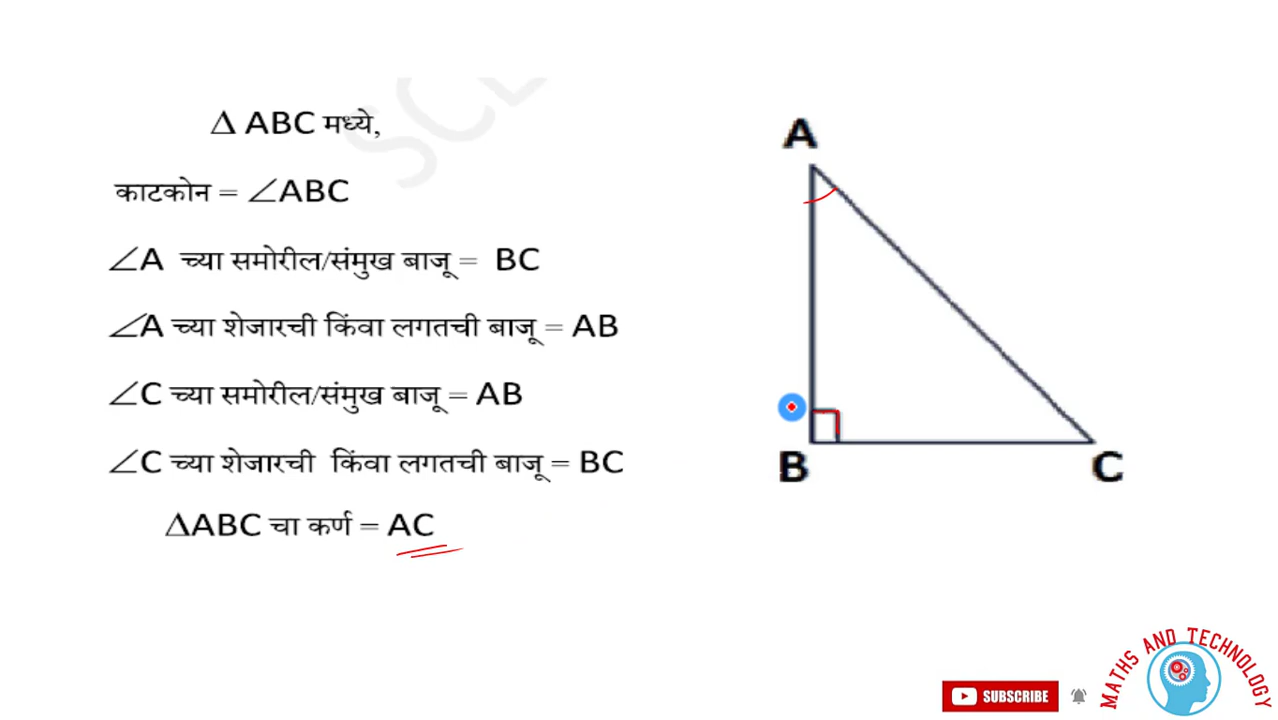 SCE
Δ ABC मध्ये,
काटकोन = ∠ABC
∠A च्या समोरील/संमुख बाजू = BC
∠A च्या शेजारची किंवा लगतची बाजू = AB
∠C च्या समोरील/संमुख बाजू = AB
∠C च्या शेजारची किंवा लगतची बाजू = BC
ΔABC चा कर्ण = AC
A
B
C
MATHS AND TECHNOLOGY
SUBSCRIBE